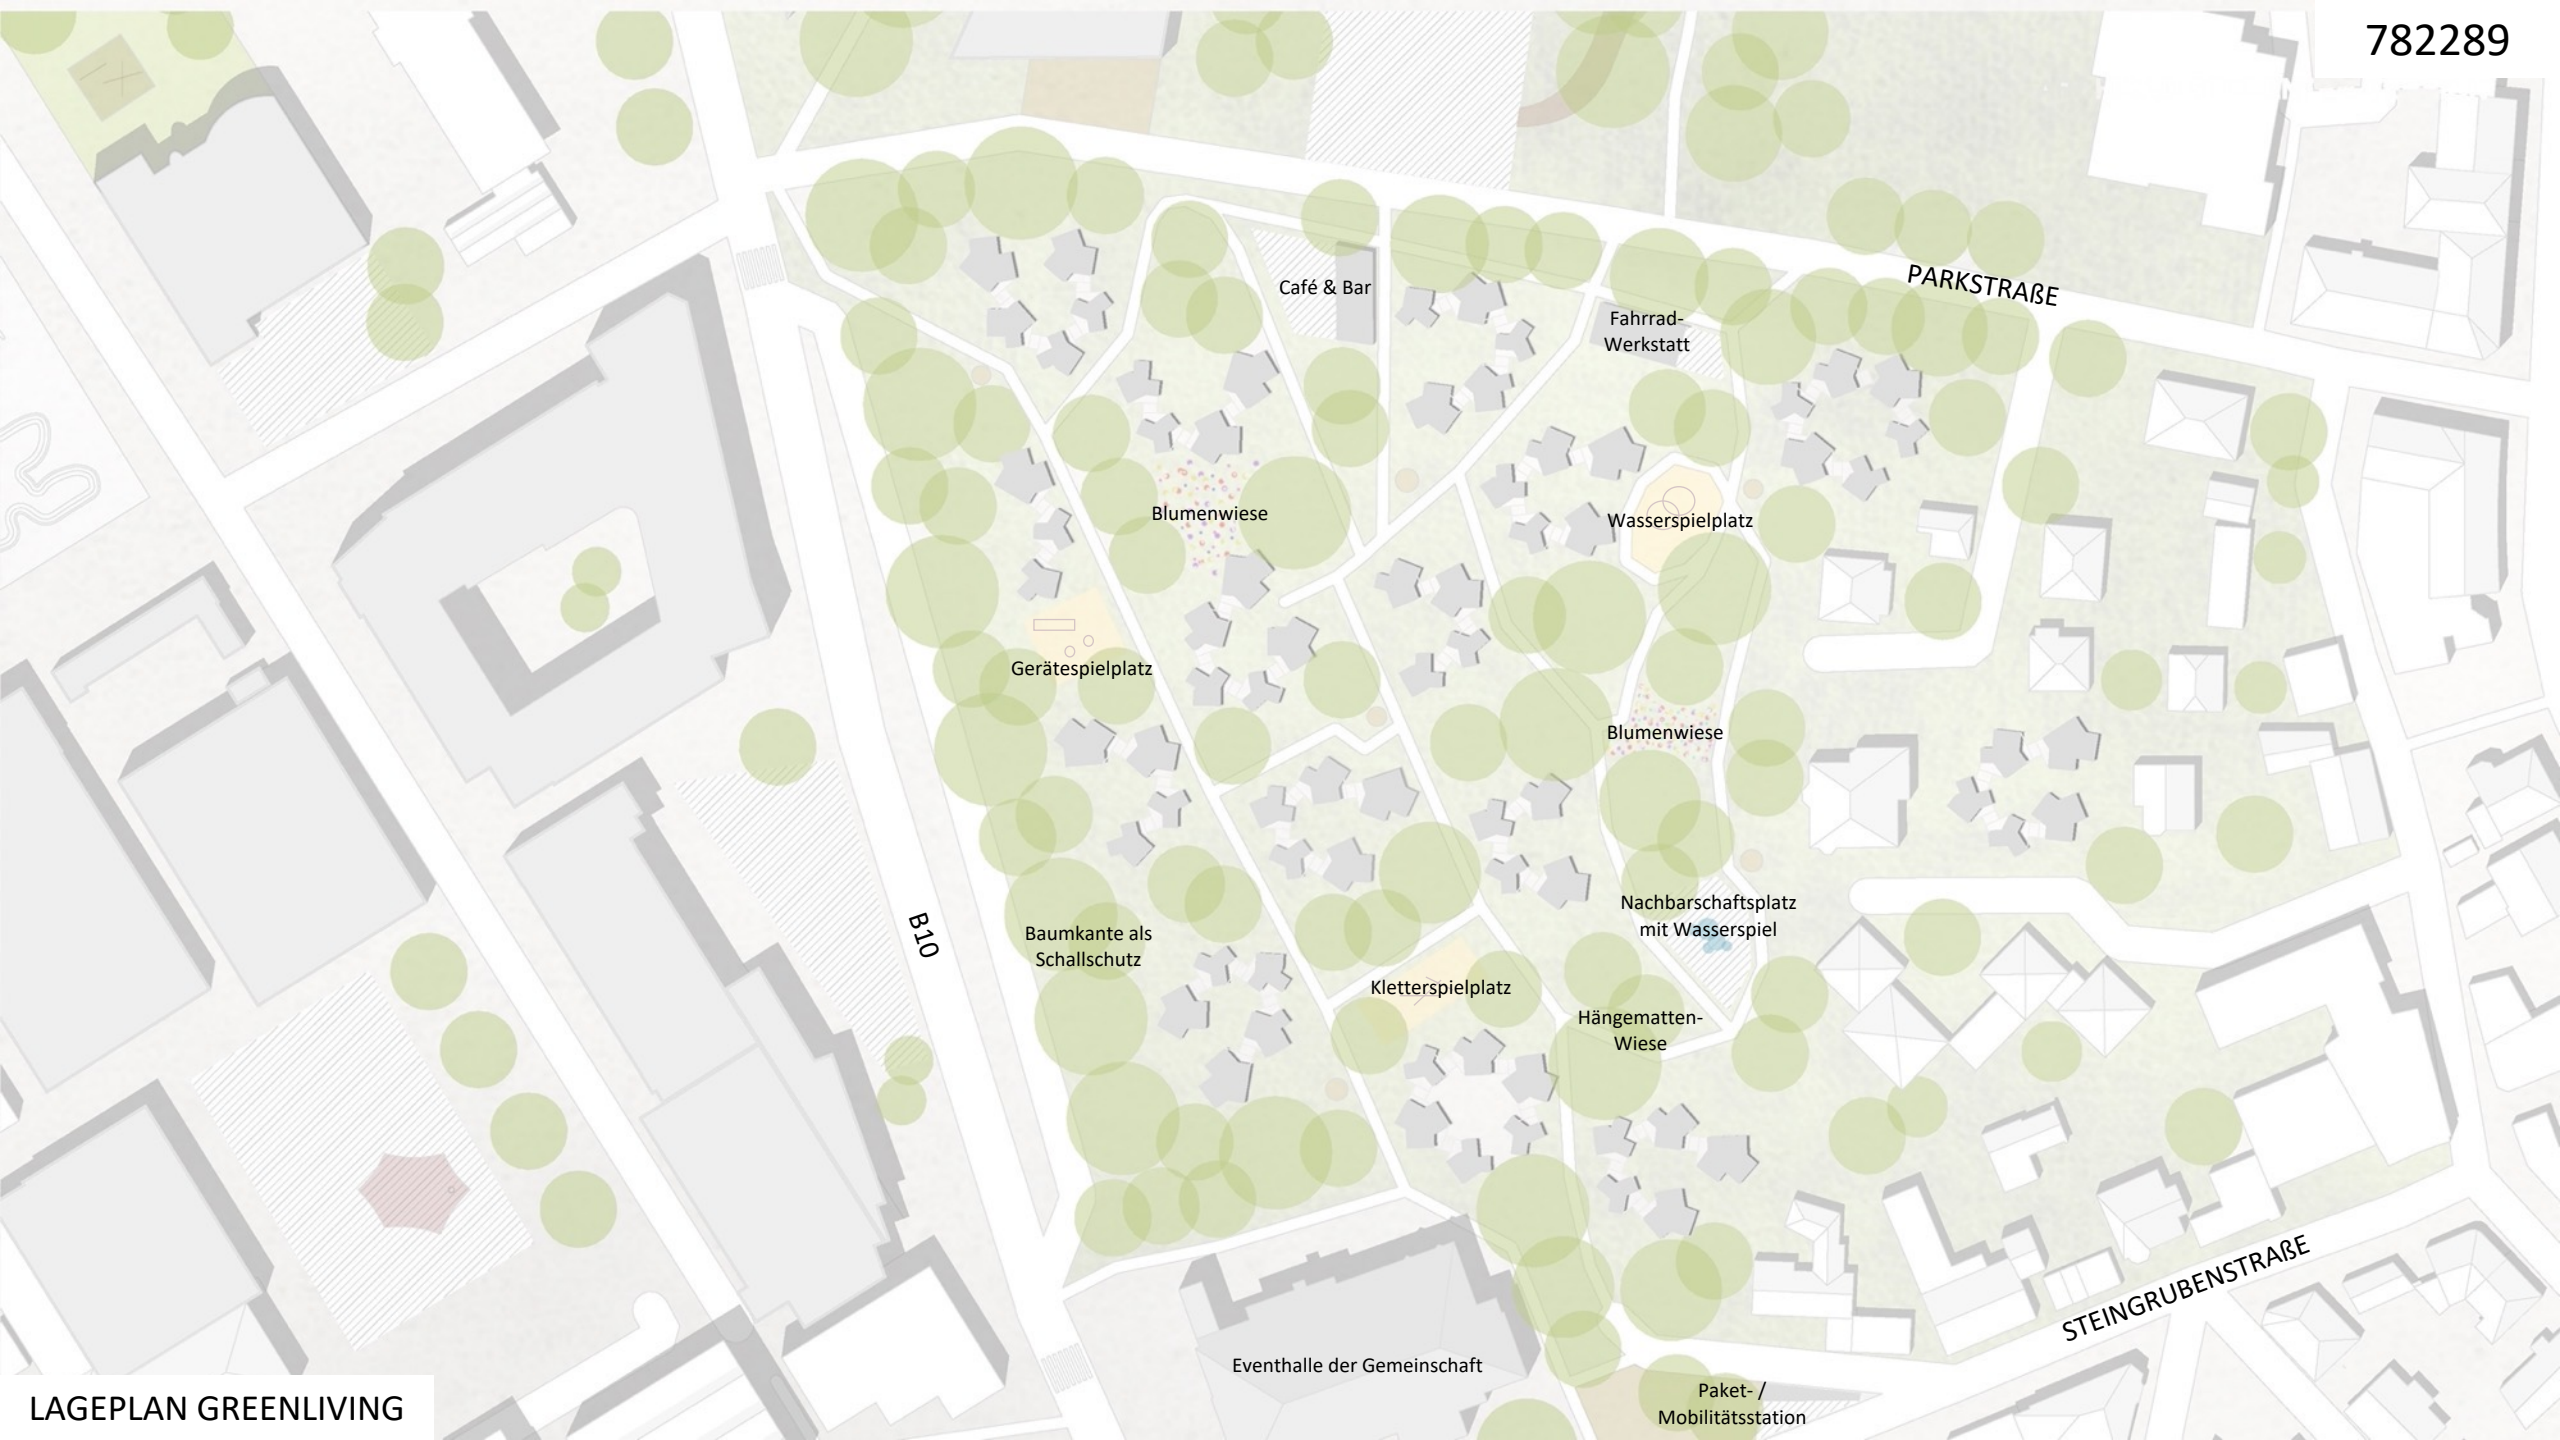 782289
PARKSTRAßE
Café & Bar
Fahrrad-
Werkstatt
Blumenwiese
Wasserspielplatz
Gerätespielplatz
Blumenwiese
Nachbarschaftsplatz
mit Wasserspiel
B10
Baumkante als
Schallschutz
Kletterspielplatz
Hängematten-
Wiese
STEINGRUBENSTRAßE
Eventhalle der Gemeinschaft
Paket- /
Mobilitätsstation
LAGEPLAN GREENLIVING